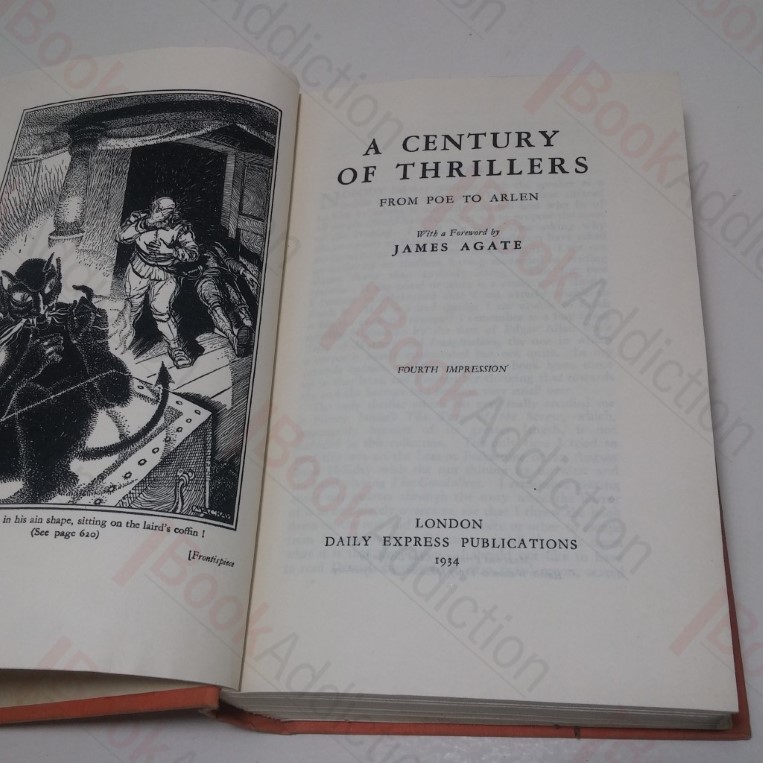 in his ain shape, sitting on the laird's coffin !
(See page 620)
[Frontispiece
A CENTURY
OF THRILLERS
FROM POE TO ARLEN
With a Foreword by
JAMES AGATE
FOURTH IMPRESSION
LONDON
DAILY EXPRESS PUBLICATIONS
1934
BookAddiction